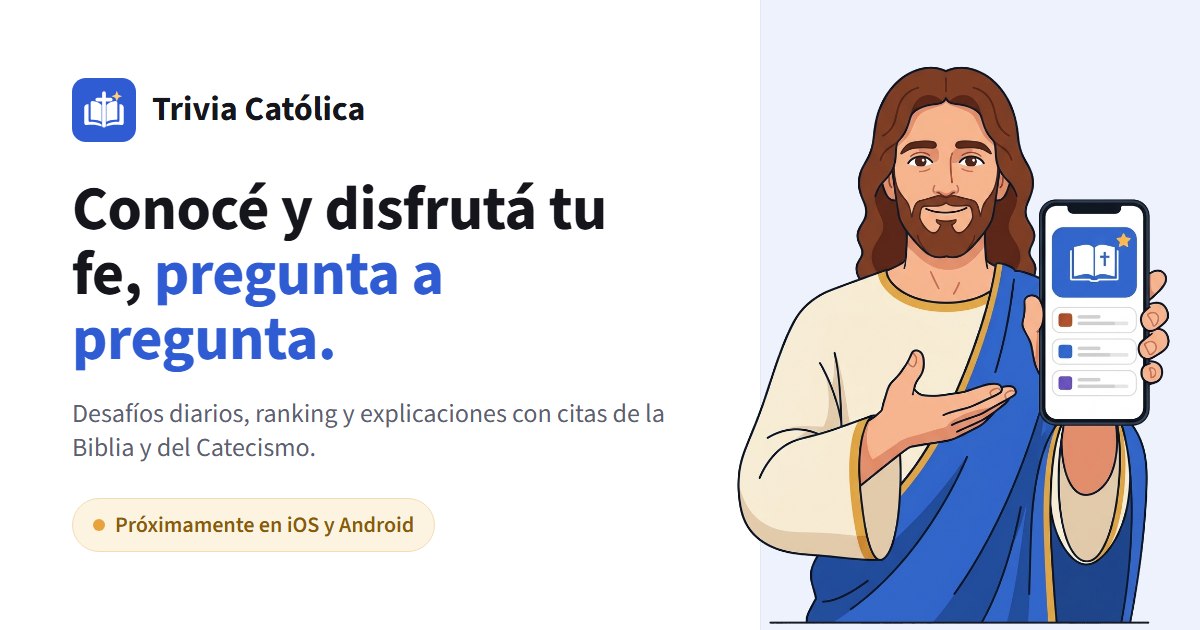 Trivia Católica
Conocé y disfrutá tu
fe, pregunta a
pregunta.
Desafíos diarios, ranking y explicaciones con citas de la
Biblia y del Catecismo.
Próximamente en iOS y Android